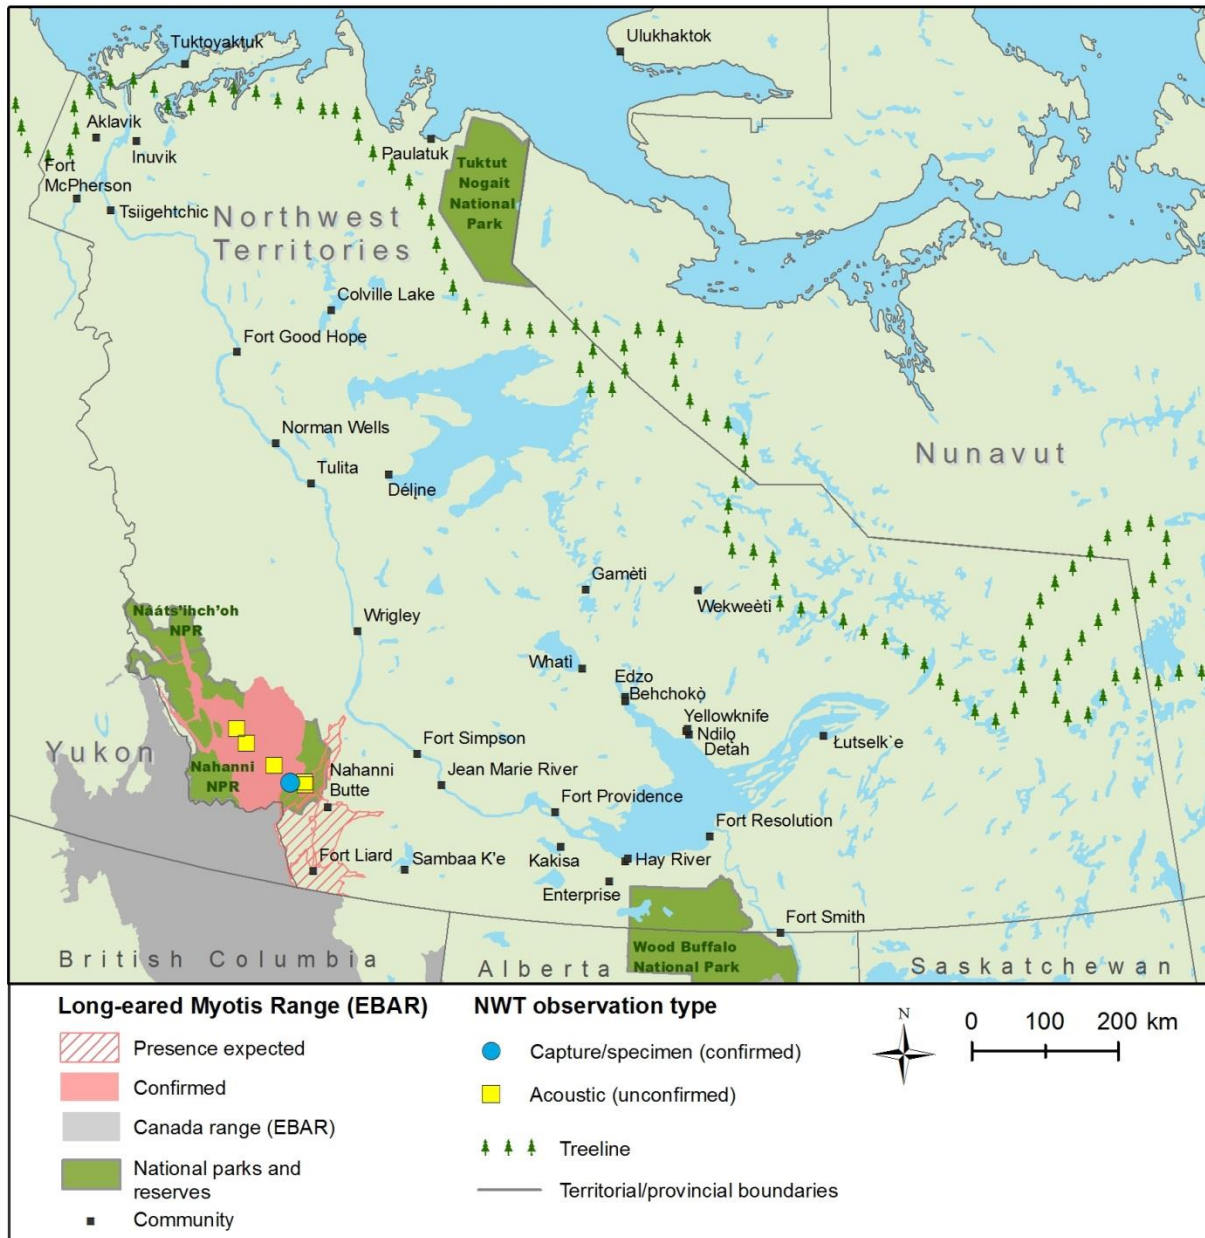 Ulukhaktok
Tuktoyaktuk
Aklavik
Inuvik
Fort
McPherson
Tsiigehtchic
Paulatuk
Tuktut
Nogait
National
Park
Northwest
Territories
Colville Lake
Fort Good Hope
Norman Wells
Tulita
Délįne
Nunavut
Gamètì
Wekweètì
Wrigley
Nááts'ihch'oh
NPR
Whatì
Edzo
Behchokǫ̀
Yellowknife
Ndilǫ
Detah
Łutselk`e
Yukon
Fort Simpson
Nahanni
NPR
Nahanni
Butte
Jean Marie River
Fort Providence
Fort Resolution
Fort Liard
Sambaa K'e
Kakisa
Hay River
Enterprise
Fort Smith
Wood Buffalo
National Park
British Columbia
Alberta
Saskatchewan
Long-eared Myotis Range (EBAR)
Presence expected
Confirmed
Canada range (EBAR)
National parks and
reserves
Community
NWT observation type
Capture/specimen (confirmed)
Acoustic (unconfirmed)
Treeline
Territorial/provincial boundaries
N
0 100 200 km